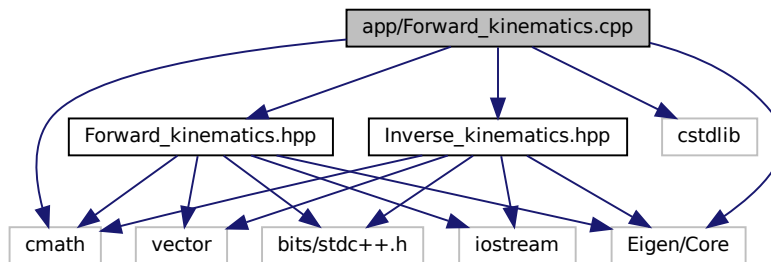 app/Forward_kinematics.cpp
Forward_kinematics.hpp
Inverse_kinematics.hpp
cstdlib
cmath
vector
bits/stdc++.h
iostream
Eigen/Core